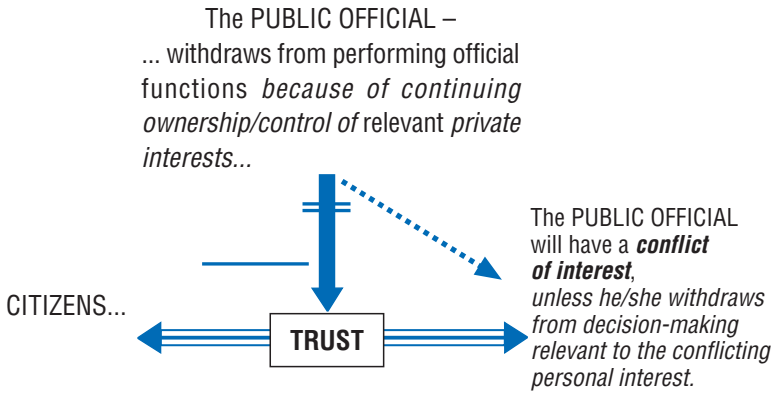 The PUBLIC OFFICIAL –
... withdraws from performing official
functions because of continuing
ownership/control of relevant private
interests...
The PUBLIC OFFICIAL
will have a conflict
of interest,
unless he/she withdraws
from decision-making
relevant to the conflicting
personal interest.
CITIZENS...
TRUST